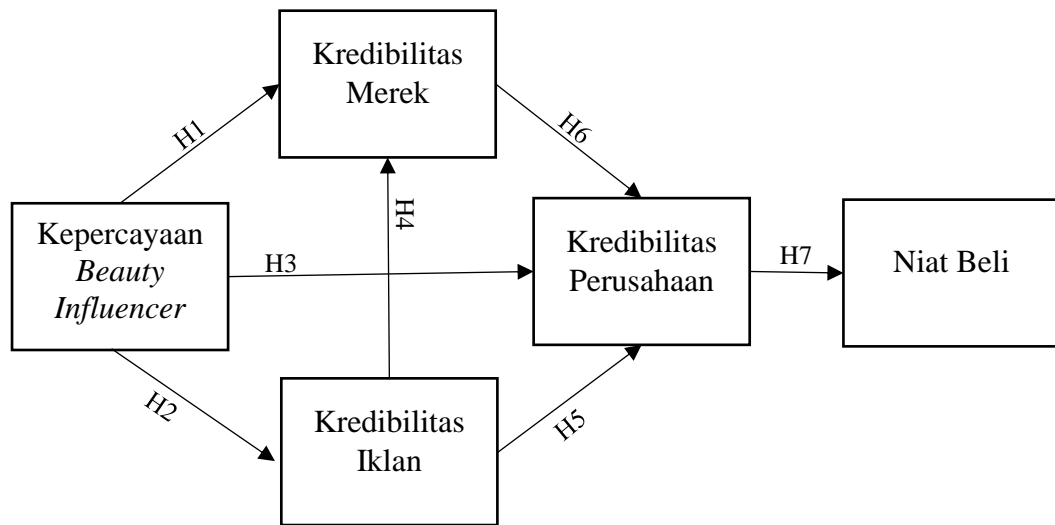 Kredibilitas
Merek
H1
H6
Kepercayaan
Beauty
Influencer
H4
H3
Kredibilitas
Perusahaan
H7
Niat Beli
H2
Kredibilitas
Iklan
H5